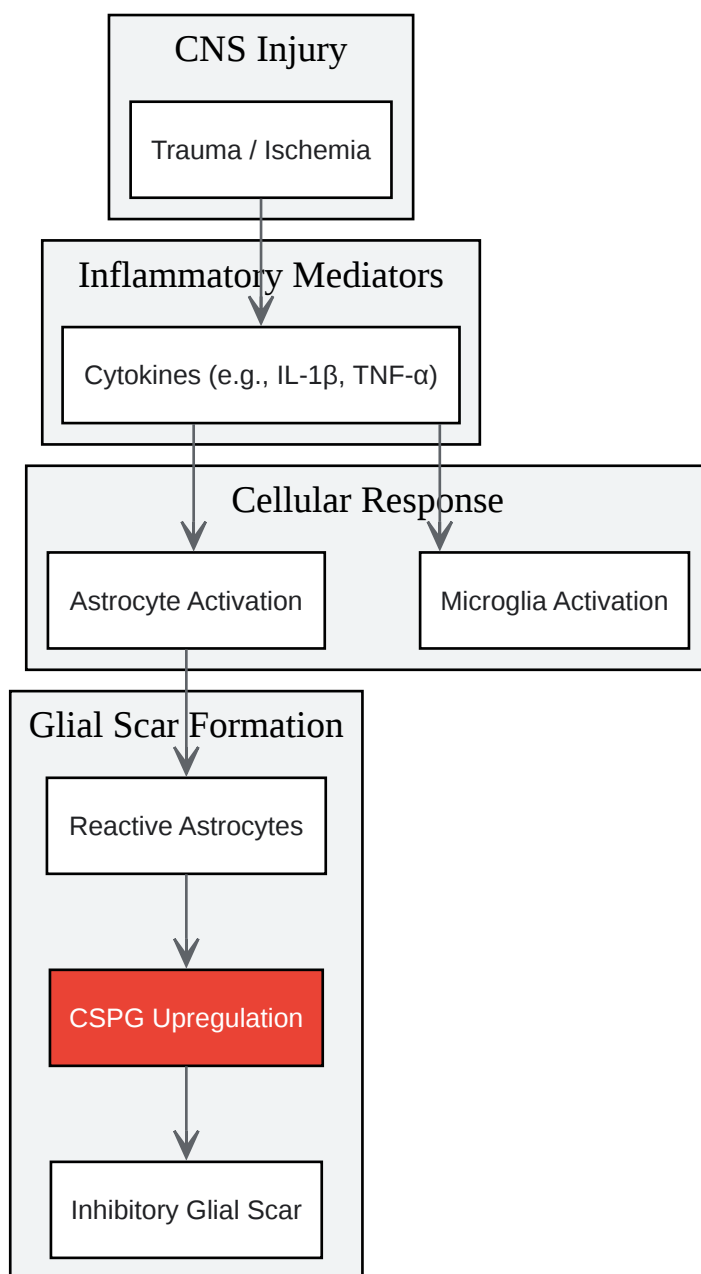 CNS Injury
Trauma / Ischemia
Inflammatory Mediators
Cytokines (e.g., IL-1β, TNF-α)
Cellular Response
Astrocyte Activation
Microglia Activation
Glial Scar Formation
Reactive Astrocytes
CSPG Upregulation
Inhibitory Glial Scar